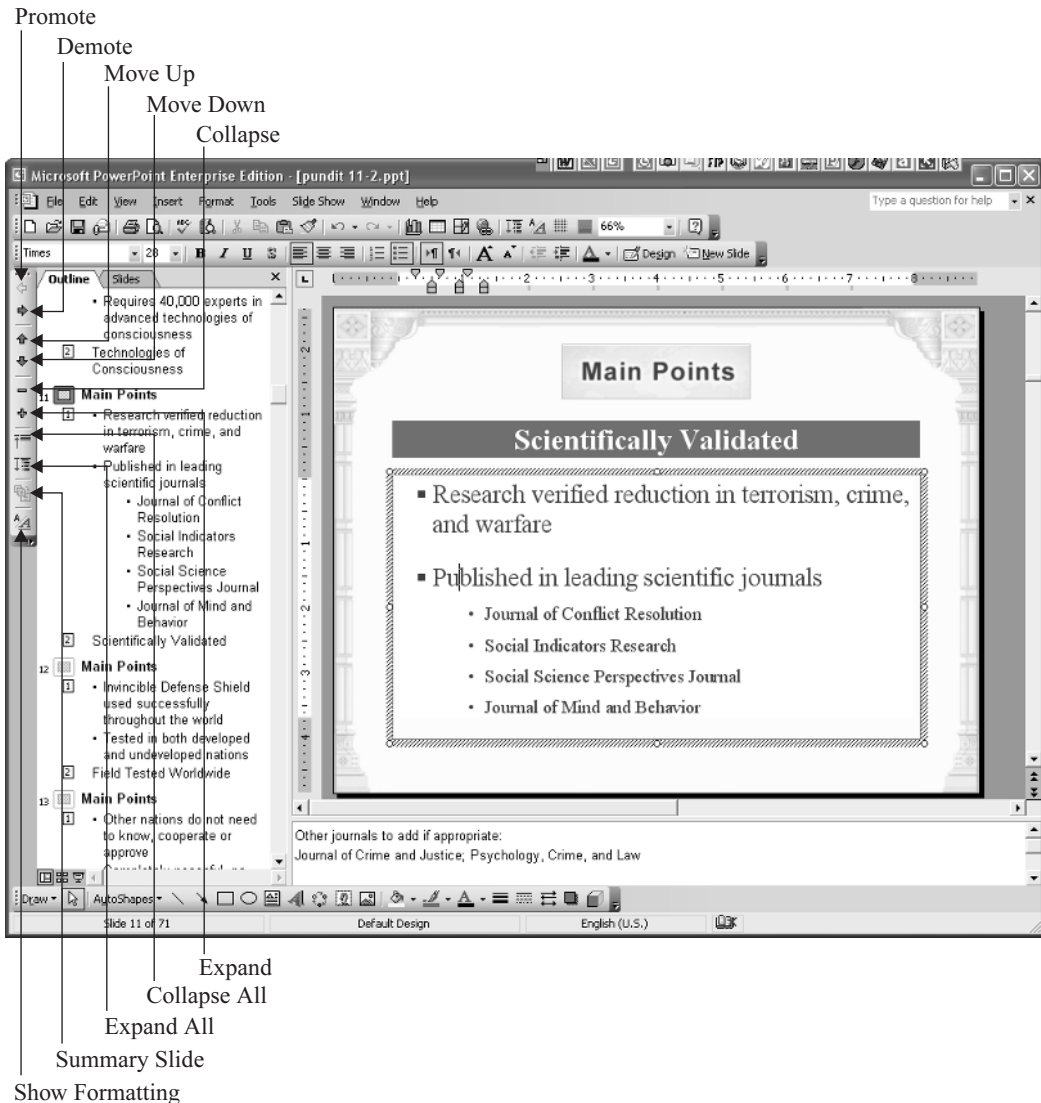 Promote
Demote
Move Up
Move Down
Collapse
Microsoft PowerPoint Enterprise Edition - [pundit 11-2.ppt]
File Edit View Insert Format Tools Slide Show Window Help
Type a question for help
66%
Times 28 B I U S
Design New Slide
Outline Slides
• Requires 40,000 experts in
advanced technologies of
consciousness
2 Technologies of
Consciousness
11 Main Points
1 • Research verified reduction
in terrorism, crime, and
warfare
• Published in leading
scientific journals
• Journal of Conflict
Resolution
• Social Indicators
Research
• Social Science
Perspectives Journal
• Journal of Mind and
Behavior
2 Scientifically Validated
12 Main Points
1 • Invincible Defense Shield
used successfully
throughout the world
• Tested in both developed
and undeveloped nations
2 Field Tested Worldwide
13 Main Points
1 • Other nations do not need
to know, cooperate or
approve
Main Points
Scientifically Validated
▪ Research verified reduction in terrorism, crime,
and warfare
▪ Published in leading scientific journals
• Journal of Conflict Resolution
• Social Indicators Research
• Social Science Perspectives Journal
• Journal of Mind and Behavior
Other journals to add if appropriate:
Journal of Crime and Justice; Psychology, Crime, and Law
Draw AutoShapes
Slide 11 of 71 Default Design English (U.S.)
Expand
Collapse All
Expand All
Summary Slide
Show Formatting